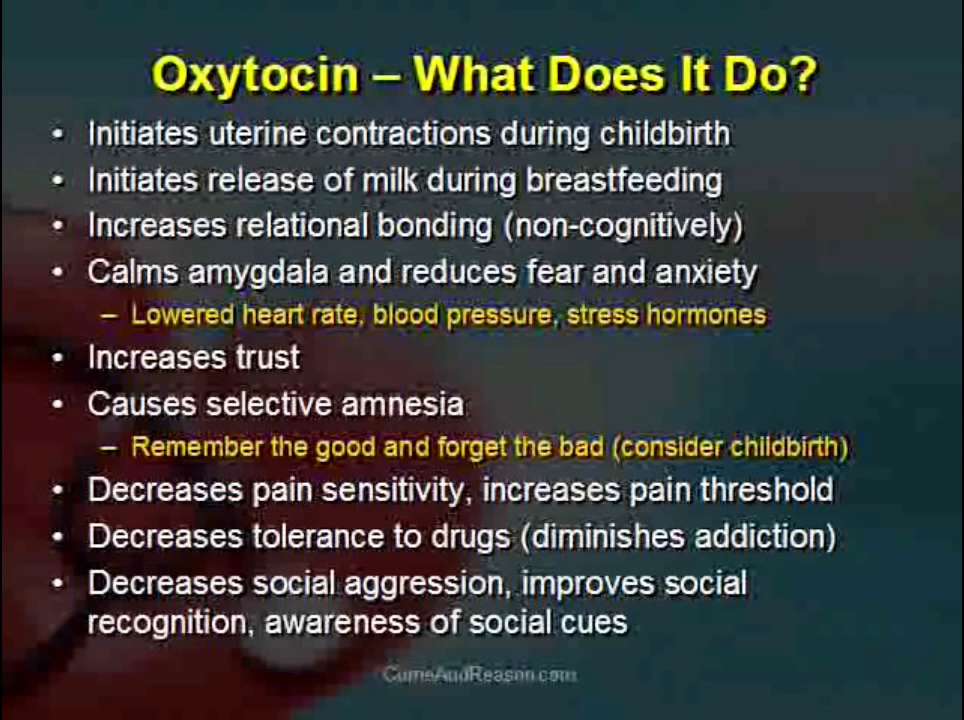 Oxytocin – What Does It Do?
• Initiates uterine contractions during childbirth
• Initiates release of milk during breastfeeding
• Increases relational bonding (non-cognitively)
• Calms amygdala and reduces fear and anxiety
– Lowered heart rate, blood pressure, stress hormones
• Increases trust
• Causes selective amnesia
– Remember the good and forget the bad (consider childbirth)
• Decreases pain sensitivity, increases pain threshold
• Decreases tolerance to drugs (diminishes addiction)
• Decreases social aggression, improves social
recognition, awareness of social cues
ComeAndReason.com